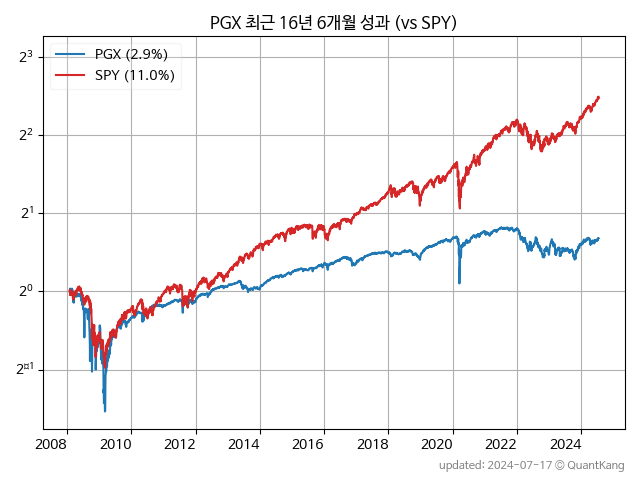 PGX 최근 16년 6개월 성과 (vs SPY)
PGX (2.9%)
SPY (11.0%)
2³
2²
2¹
2⁰
2¤¹
2008 2010 2012 2014 2016 2018 2020 2022 2024
updated: 2024-07-17 © QuantKang